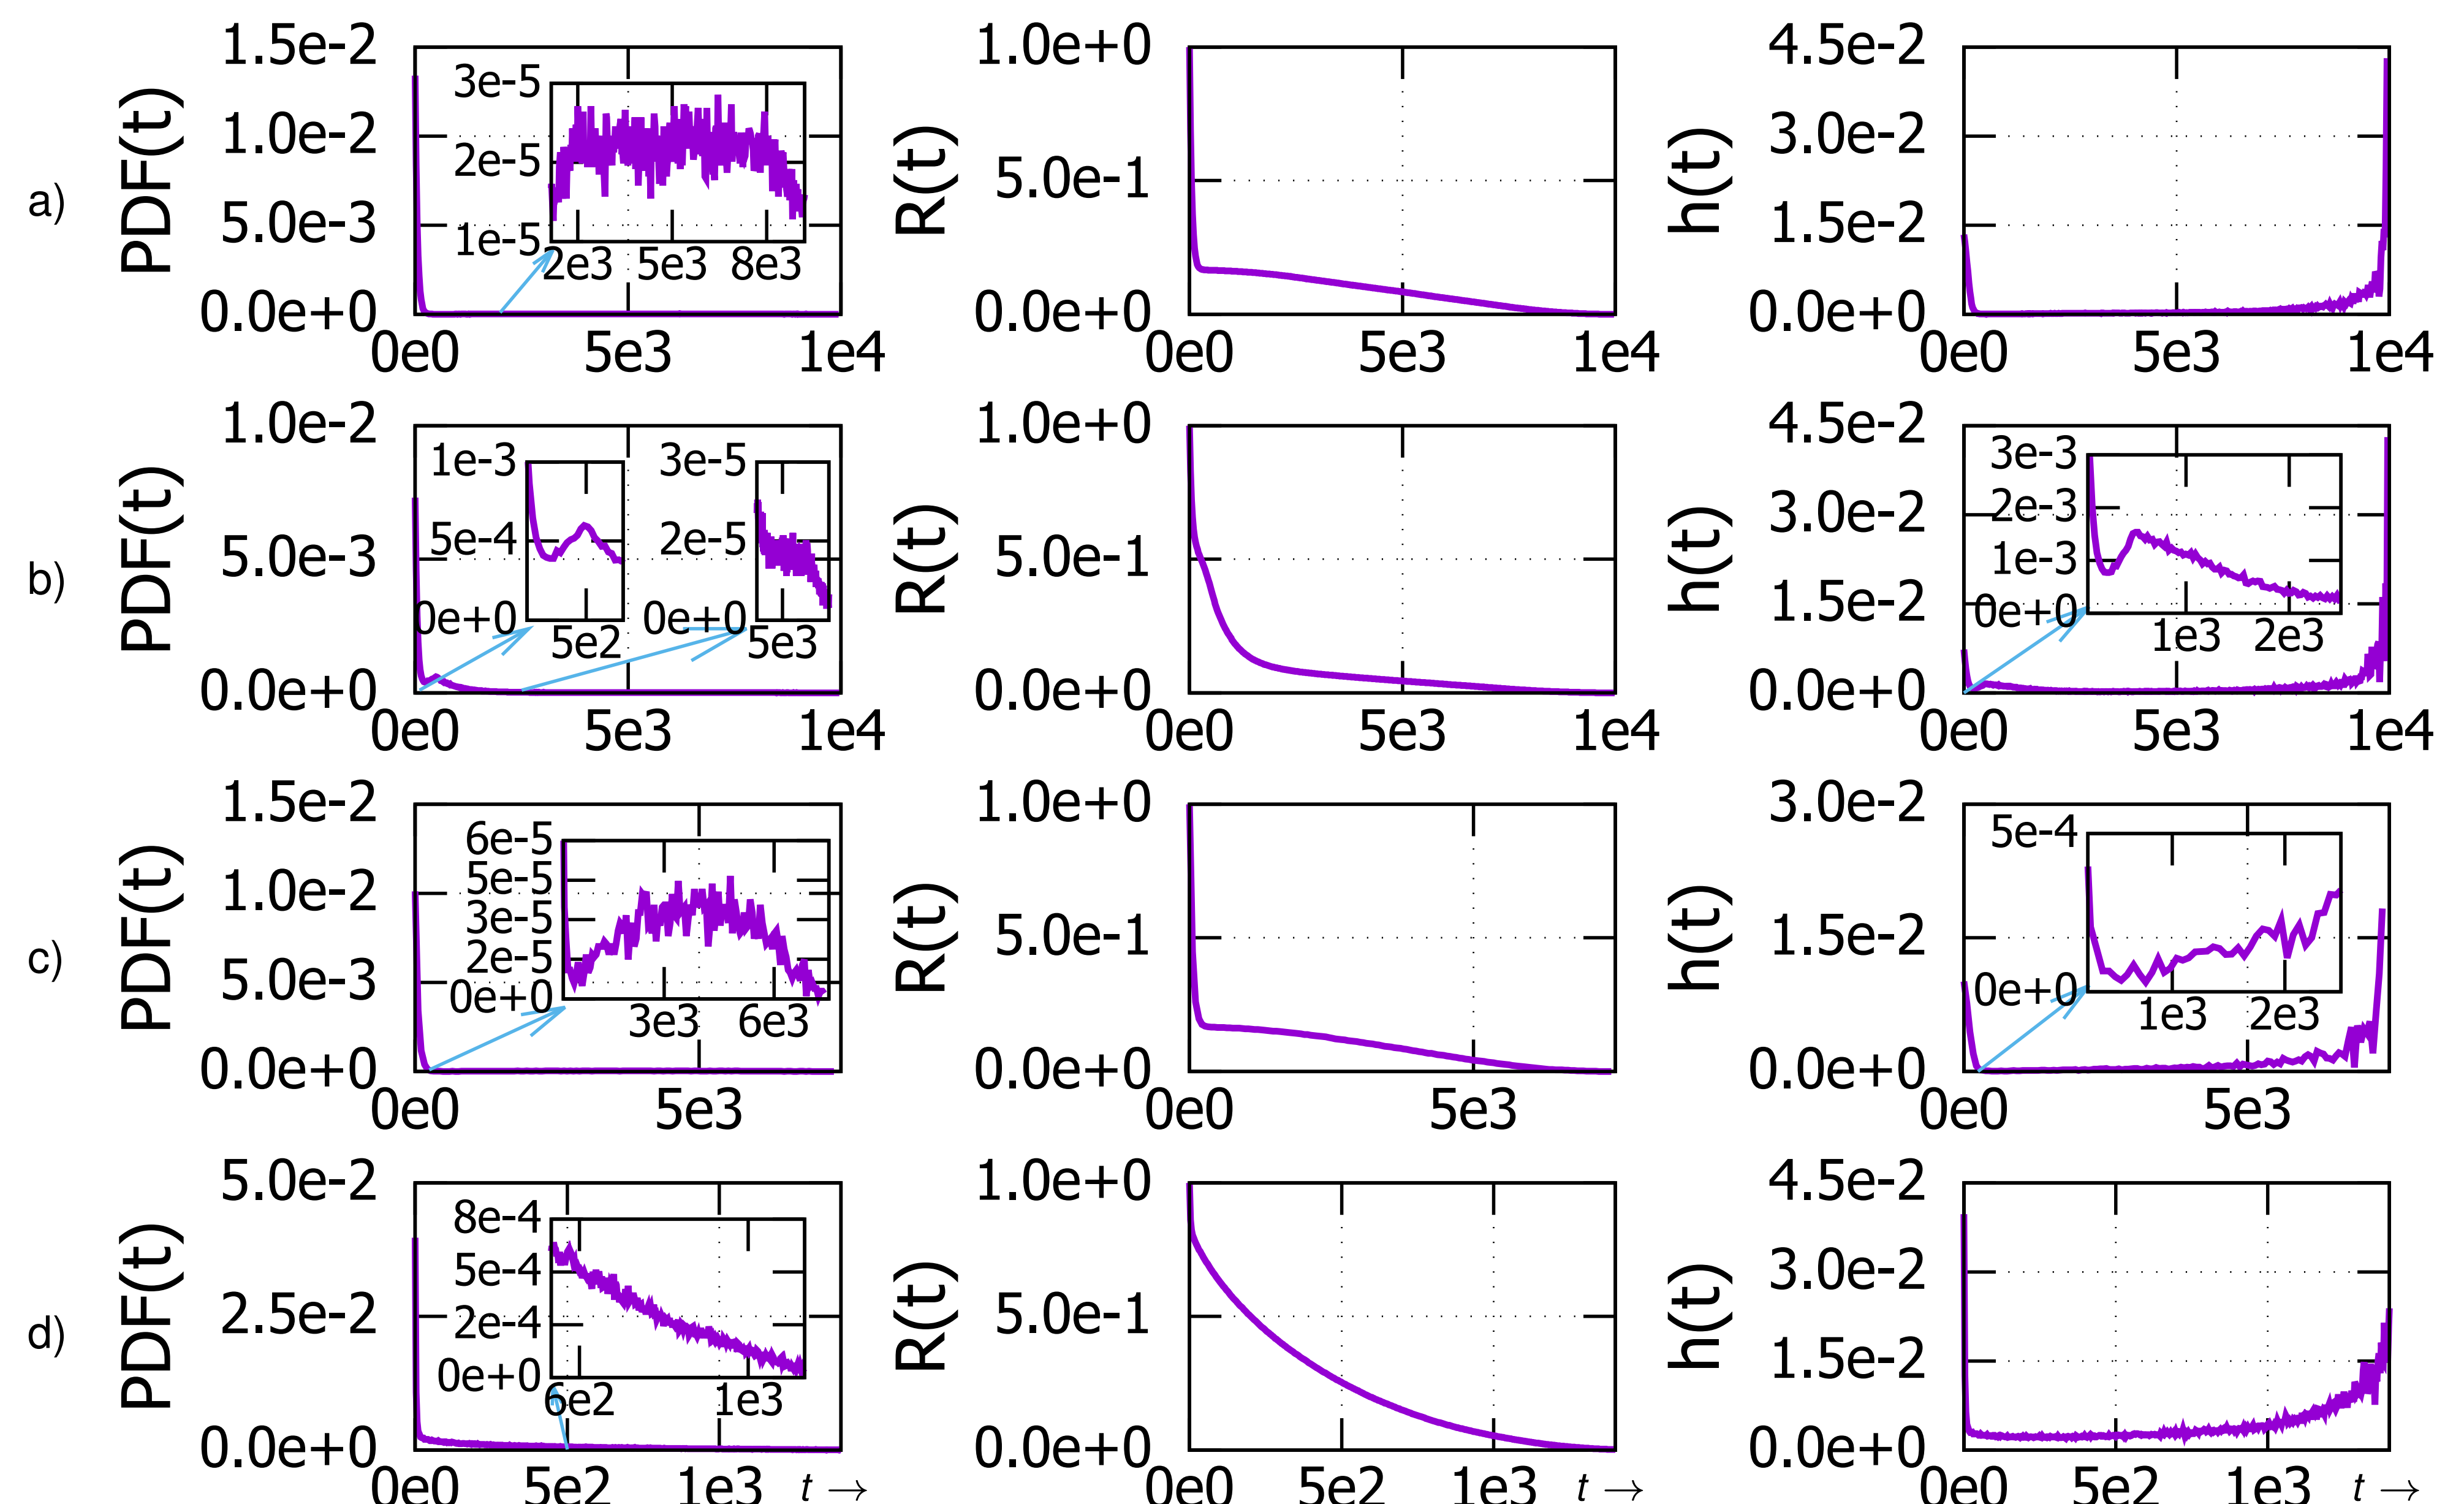 a)
PDF(t)
1.5e-2
1.0e-2
5.0e-3
0.0e+0
0e0 5e3 1e4
3e-5
2e-5
1e-5
2e3 5e3 8e3
R(t)
1.0e+0
5.0e-1
0.0e+0
0e0 5e3 1e4
h(t)
4.5e-2
3.0e-2
1.5e-2
0.0e+0
0e0 5e3 1e4
b)
PDF(t)
1.0e-2
5.0e-3
0.0e+0
0e0 5e3 1e4
1e-3
5e-4
0e+0
5e2
3e-5
2e-5
0e+0
5e3
R(t)
1.0e+0
5.0e-1
0.0e+0
0e0 5e3 1e4
h(t)
4.5e-2
3.0e-2
1.5e-2
0.0e+0
0e0 5e3 1e4
3e-3
2e-3
1e-3
0e+0
1e3 2e3
c)
PDF(t)
1.5e-2
1.0e-2
5.0e-3
0.0e+0
0e0 5e3
6e-5
5e-5
3e-5
2e-5
0e+0
3e3 6e3
R(t)
1.0e+0
5.0e-1
0.0e+0
0e0 5e3
h(t)
3.0e-2
1.5e-2
0.0e+0
0e0 5e3
5e-4
0e+0
1e3 2e3
d)
PDF(t)
5.0e-2
2.5e-2
0.0e+0
0e0 5e2 1e3 t →
8e-4
5e-4
2e-4
0e+0
6e2 1e3
R(t)
1.0e+0
5.0e-1
0.0e+0
0e0 5e2 1e3 t →
h(t)
4.5e-2
3.0e-2
1.5e-2
0.0e+0
0e0 5e2 1e3 t →